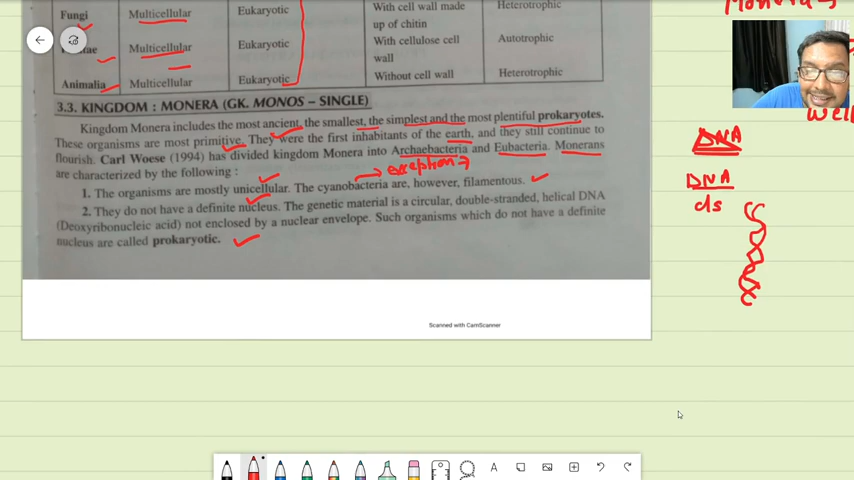 Fungi Multicellular Eukaryotic With cell wall made up of chitin Heterotrophic
Multicellular Eukaryotic With cellulose cell wall Autotrophic
Animalia Multicellular Eukaryotic Without cell wall Heterotrophic
3.3. KINGDOM : MONERA (GK. MONOS – SINGLE)
Kingdom Monera includes the most ancient, the smallest, the simplest and the most plentiful prokaryotes.
These organisms are most primitive. They were the first inhabitants of the earth, and they still continue to
flourish. Carl Woese (1994) has divided kingdom Monera into Archaebacteria and Eubacteria. Monerans
are characterized by the following :
exception
1. The organisms are mostly unicellular. The cyanobacteria are, however, filamentous.
2. They do not have a definite nucleus. The genetic material is a circular, double-stranded, helical DNA
(Deoxyribonucleic acid) not enclosed by a nuclear envelope. Such organisms which do not have a definite
nucleus are called prokaryotic.
Scanned with CamScanner
DNA
DNA
ds
A